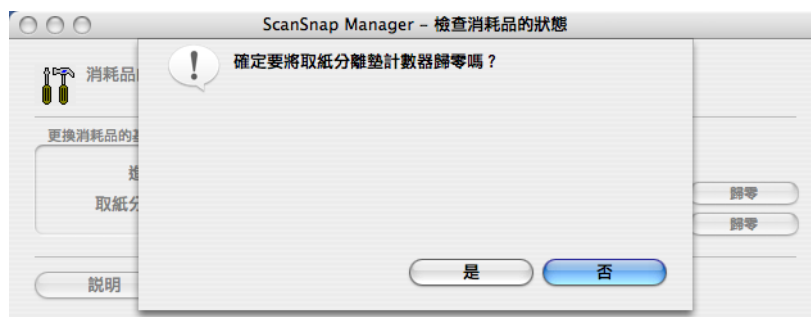 ScanSnap Manager – 檢查消耗品的狀態
確定要將取紙分離墊計數器歸零嗎？
消耗品
更換消耗品的
取紙分
歸零
歸零
是
否
説明